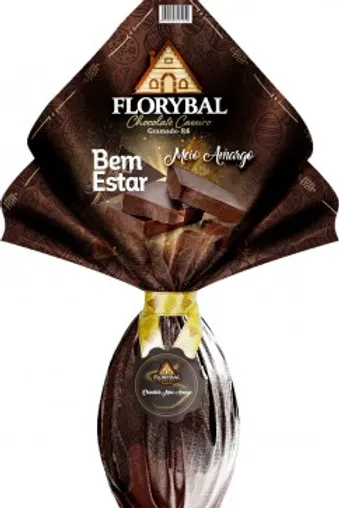 FLORYBAL
Chocolate Caseiro
Gramado-RS
Bem
Estar
Meio Amargo
FLORYBAL
Chocolate Meio Amargo